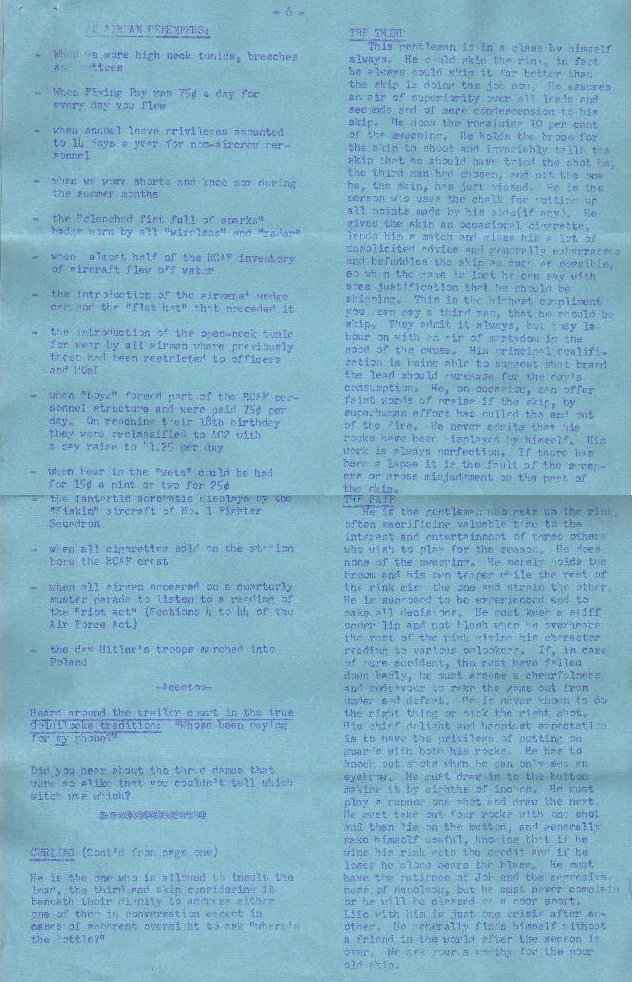 - 6 -
AN AIRMAN REMEMBERS:
- When we wore high neck tunics, breeches
and puttees
- When Flying Pay was 75¢ a day for
every day you flew
- when annual leave privileges amounted
to 14 days a year for non-aircrew per-
sonnel
- when we wore shorts and knee sox during
the summer months
- the "clenched fist full of sparks"
badge worn by all "wireless" and "radar"
- when almost half of the RCAF inventory
of aircraft flew off water
- the introduction of the airmens' wedge
cap and the "flat hat" that preceded it
- the introduction of the open-neck tunic
for wear by all airmen where previously
these had been restricted to officers
and NCOs
- when "boys" formed part of the RCAF per-
sonnel structure and were paid 75¢ per
day. On reaching their 18th birthday
they were reclassified to AC2 with
a pay raise to $1.25 per day
- when beer in the "wets" could be had
for 15¢ a pint or two for 25¢
- the fantastic acrobatic displays by the
"Siskin" aircraft of No. 1 Fighter
Squadron
- when all cigarettes sold on the station
bore the RCAF crest
- when all airmen appeared on a quarterly
muster parade to listen to a reading of
the "riot act" (Sections 4 to 44 of the
Air Force Act)
- the day Hitler's troops marched into
Poland
-Acestoo-
Heard around the trailer court in the true
Goldilocks tradition: "Whose been paying
for my phone?"
Did you hear about the three dames that
were so alike that you couldn't tell which
witch was which?
CURLING (Cont'd from page one)
He is the one who is allowed to insult the
lead, the third and skip considering it
beneath their dignity to address either
one of them in conversation except in
cases of apparent oversight to ask "where's
the bottle?"
THE THIRD
This gentleman is in a class by himself
always. He could skip the rink, in fact
he always could skip it far better than
the skip is doing the job now. He assumes
an air of superiority over all leads and
seconds and of mere condescension to his
skip. He does the remaining 10 per cent
of the sweeping. He holds the broom for
the skip to shoot and invariably tells the
skip that he should have tried the shot he,
the third man had chosen, and not the one
he, the skip, has just missed. He is the
person who uses the chalk for putting up
all points made by his side(if any). He
gives the skip an occasional cigarette,
lends him a match and gives him a lot of
unsolicited advice and generally embarrasses
and befuddles the skip as much as possible,
so when the game is lost he can say with
some justification that he should be
skipping. This is the highest compliment
you can pay a third man, that he should be
skip. They admit it always, but they la-
bour on with an air of martyrdom in the
good of the cause. His principal qualifi-
cation is being able to suggest what brand
the lead should purchase for the day's
consumption. He, on occasion, can offer
faint words of praise if the skip, by
superhuman effort has pulled the end out
of the fire. He never admits that his
rocks have been misplayed by himself. His
work is always perfection. If there has
been a lapse it is the fault of the sweep-
ers or gross misjudgment on the part of
the skip.
THE SKIP
He is the gentleman who gets up the rink,
often sacrificing valuable time to the
interest and entertainment of three others
who wish to play for the season. He does
none of the sweeping. He merely holds the
broom and his own temper while the rest of
the rink the one and strain the other.
He is supposed to be experienced and to
make all decisions. He must keep a stiff
upper lip and not blush when he overhears
the rest of the rink giving his character
reading to various onlookers. If, in case
of pure accident, the rest have fallen
down badly, he must assume a cheerfulness
and endeavour to rake the game out from
under and defeat. He is never known to do
the right thing or pick the right shot.
His chief delight and happiest expectation
is to have the privilege of putting on
guards with both his rocks. He has to
knock out shots when he can only see an
eyebrow. He must draw in to the button
making it by eighths of inches. He must
play a runner one shot and draw the next.
He must take out four rocks with one shot
and then lie on the button, and generally
make himself useful, knowing that if he
wins his rink gets the credit and if he
loses he alone bears the blame. He must
have the patience of Job and the aggressive-
ness of Napoleon, but he must never complain
or he will be classed as a poor sport.
Life with him is just one crisis after an-
other. He generally finds himself without
a friend in the world after the season is
over. We ask your sympathy for the poor
old skip.